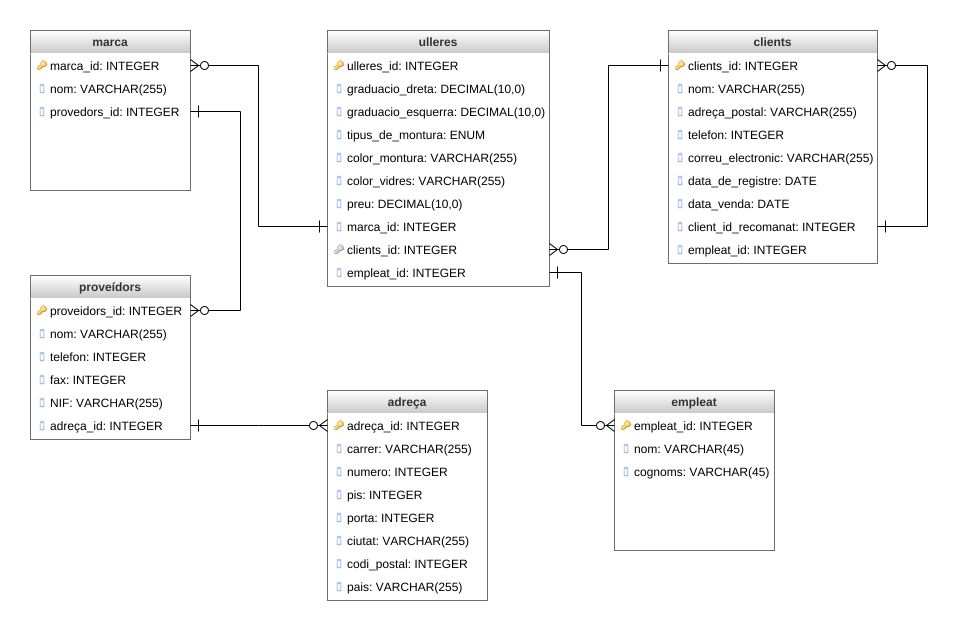 marca
marca_id: INTEGER
nom: VARCHAR(255)
provedors_id: INTEGER
ulleres
ulleres_id: INTEGER
graduacio_dreta: DECIMAL(10,0)
graduacio_esquerra: DECIMAL(10,0)
tipus_de_montura: ENUM
color_montura: VARCHAR(255)
color_vidres: VARCHAR(255)
preu: DECIMAL(10,0)
marca_id: INTEGER
clients_id: INTEGER
empleat_id: INTEGER
clients
clients_id: INTEGER
nom: VARCHAR(255)
adreça_postal: VARCHAR(255)
telefon: INTEGER
correu_electronic: VARCHAR(255)
data_de_registre: DATE
data_venda: DATE
client_id_recomanat: INTEGER
empleat_id: INTEGER
proveídors
proveidors_id: INTEGER
nom: VARCHAR(255)
telefon: INTEGER
fax: INTEGER
NIF: VARCHAR(255)
adreça_id: INTEGER
adreça
adreça_id: INTEGER
carrer: VARCHAR(255)
numero: INTEGER
pis: INTEGER
porta: INTEGER
ciutat: VARCHAR(255)
codi_postal: INTEGER
pais: VARCHAR(255)
empleat
empleat_id: INTEGER
nom: VARCHAR(45)
cognoms: VARCHAR(45)